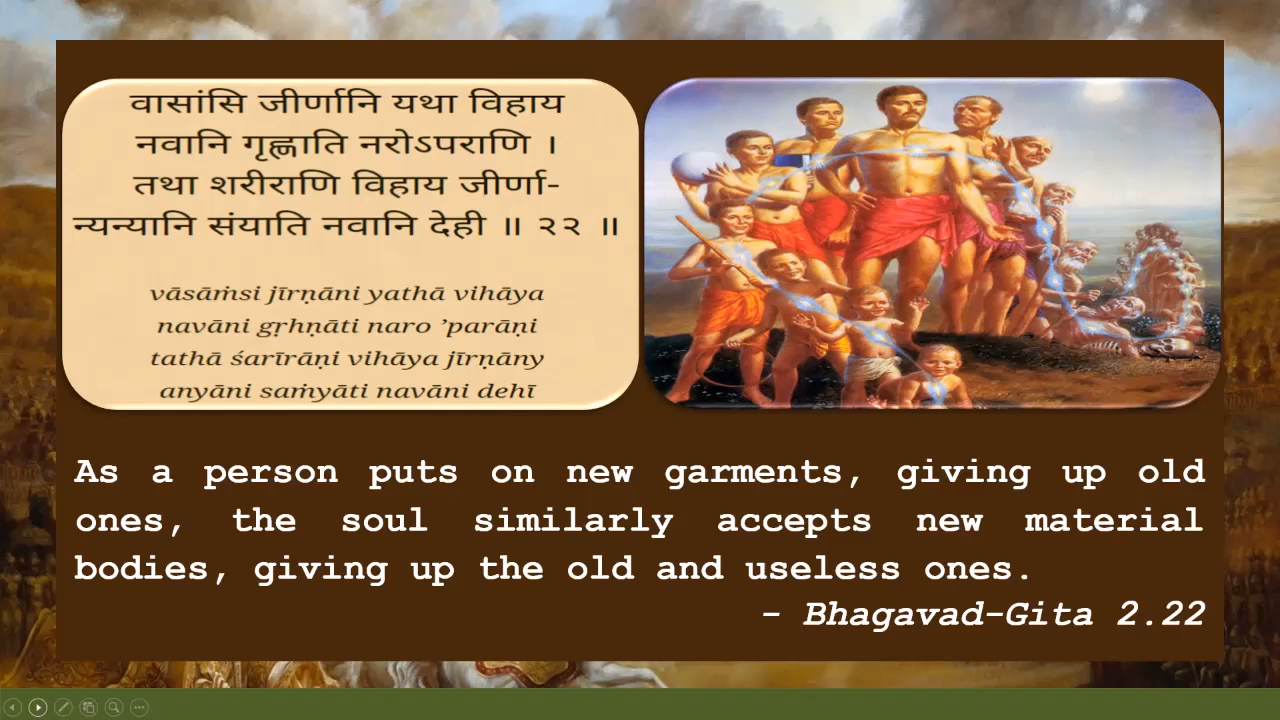 वासांसि जीर्णानि यथा विहाय
नवानि गृह्णाति नरोऽपराणि ।
तथा शरीराणि विहाय जीर्णा-
न्यन्यानि संयाति नवानि देही ॥ २२ ॥
vāsāṁsi jīrṇāni yathā vihāya
navāni gṛhṇāti naro ’parāṇi
tathā śarīrāṇi vihāya jīrṇāny
anyāni saṁyāti navāni dehī
As a person puts on new garments, giving up old
ones, the soul similarly accepts new material
bodies, giving up the old and useless ones.
- Bhagavad-Gita 2.22